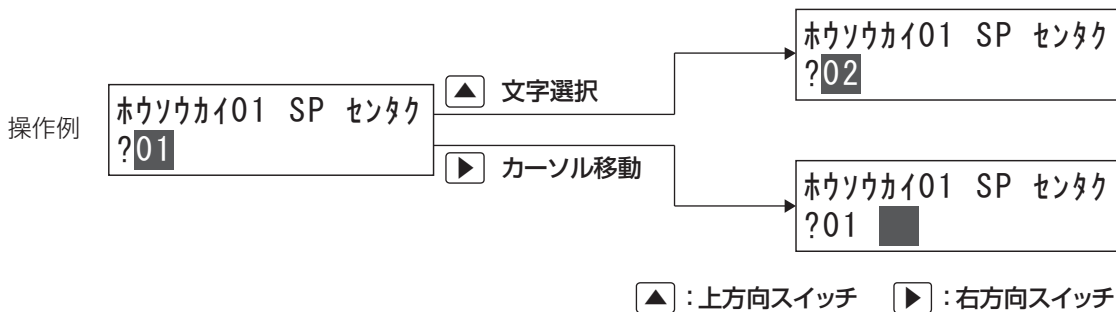 操作例
ホウソウカイ01 SP センタク
?01
▲ 文字選択
▶ カーソル移動
ホウソウカイ01 SP センタク
?02
ホウソウカイ01 SP センタク
?01
▲：上方向スイッチ ▶：右方向スイッチ